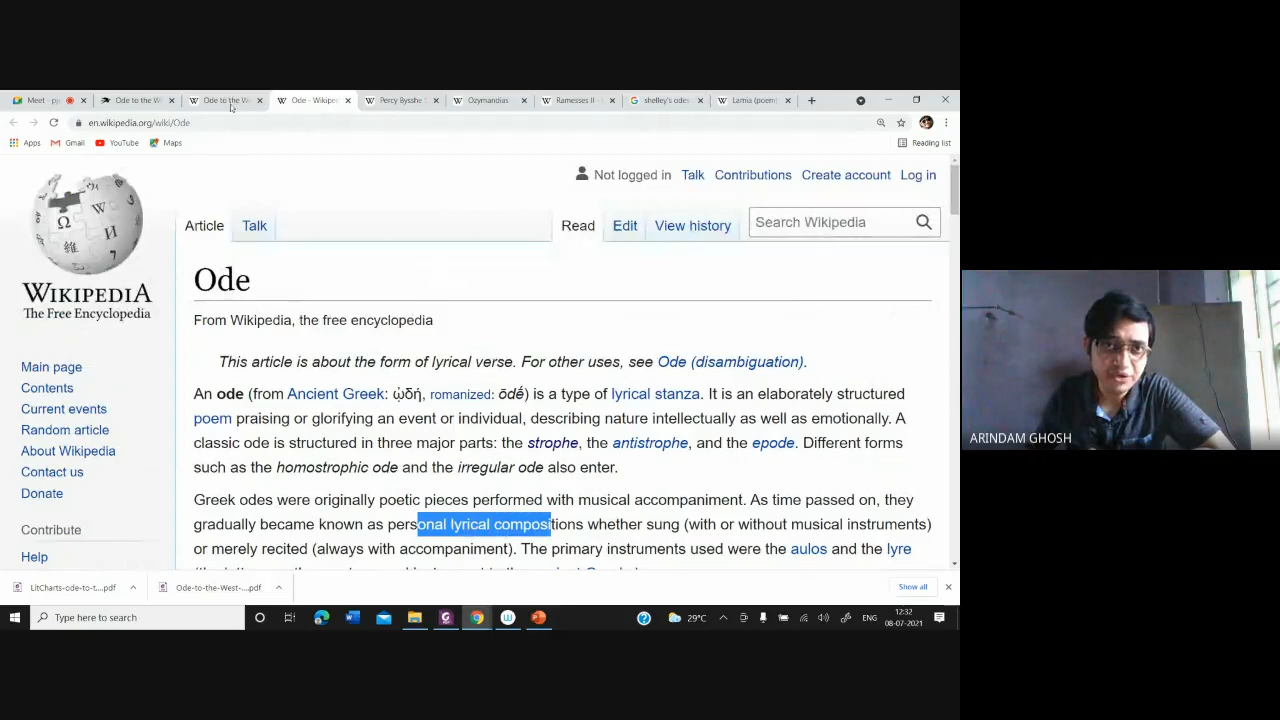 Meet - pj
Ode to the W
Ode to the W
Ode - Wikipe
Percy Bysshe
Ozymandias
Ramesses II -
shelley's odes
Lamia (poem)
en.wikipedia.org/wiki/Ode
Apps
Gmail
YouTube
Maps
Reading list
Not logged in
Talk
Contributions
Create account
Log in
Article
Talk
Read
Edit
View history
Search Wikipedia
WIKIPEDIA
The Free Encyclopedia
Main page
Contents
Current events
Random article
About Wikipedia
Contact us
Donate
Contribute
Help
Ode
From Wikipedia, the free encyclopedia
This article is about the form of lyrical verse. For other uses, see Ode (disambiguation).
An ode (from Ancient Greek: ᾠδή, romanized: ōdḗ) is a type of lyrical stanza. It is an elaborately structured
poem praising or glorifying an event or individual, describing nature intellectually as well as emotionally. A
classic ode is structured in three major parts: the strophe, the antistrophe, and the epode. Different forms
such as the homostrophic ode and the irregular ode also enter.
Greek odes were originally poetic pieces performed with musical accompaniment. As time passed on, they
gradually became known as personal lyrical compositions whether sung (with or without musical instruments)
or merely recited (always with accompaniment). The primary instruments used were the aulos and the lyre
ARINDAM GHOSH
LitCharts-ode-to-t....pdf
Ode-to-the-West-....pdf
Show all
Type here to search
29°C
ENG
12:32
08-07-2021